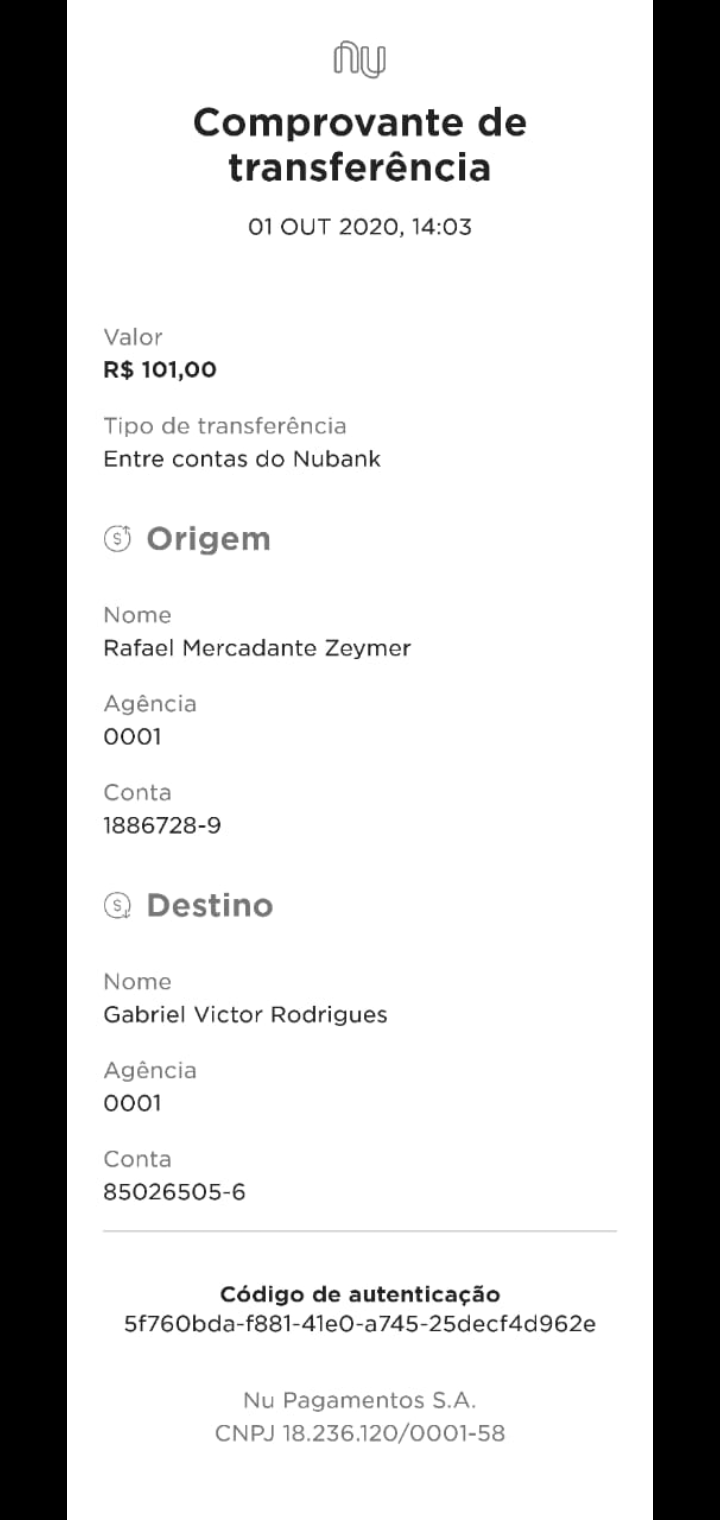 nu
Comprovante de
transferência
01 OUT 2020, 14:03
Valor
R$ 101,00
Tipo de transferência
Entre contas do Nubank
Origem
Nome
Rafael Mercadante Zeymer
Agência
0001
Conta
1886728-9
Destino
Nome
Gabriel Victor Rodrigues
Agência
0001
Conta
85026505-6
Código de autenticação
5f760bda-f881-41e0-a745-25decf4d962e
Nu Pagamentos S.A.
CNPJ 18.236.120/0001-58